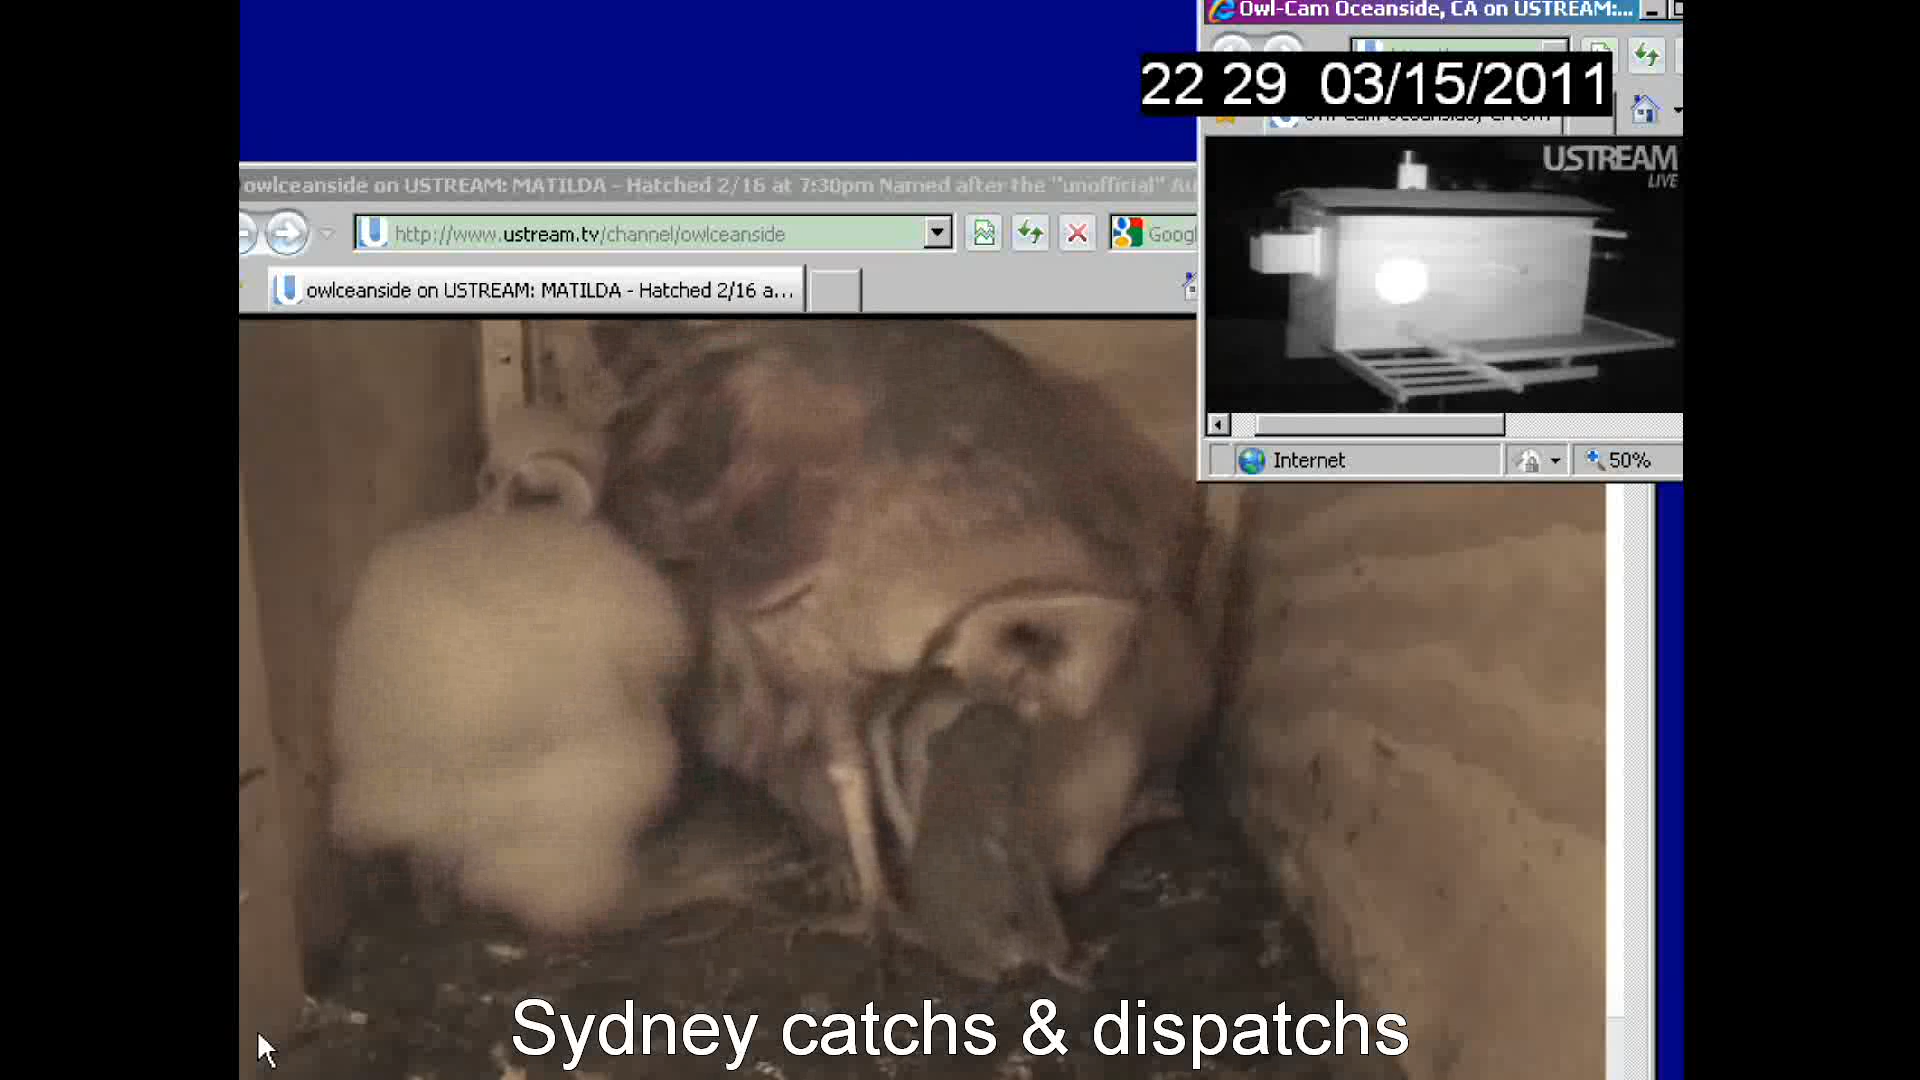 Owl-Cam Oceanside, CA on USTREAM:...
22 29 03/15/2011
USTREAM
LIVE
owlceanside on USTREAM: MATILDA - Hatched 2/16 at 7:30pm Named after the "unofficial" Au
http://www.ustream.tv/channel/owlceanside
Googl
owlceanside on USTREAM: MATILDA - Hatched 2/16 a...
Internet
50%
Sydney catchs & dispatchs